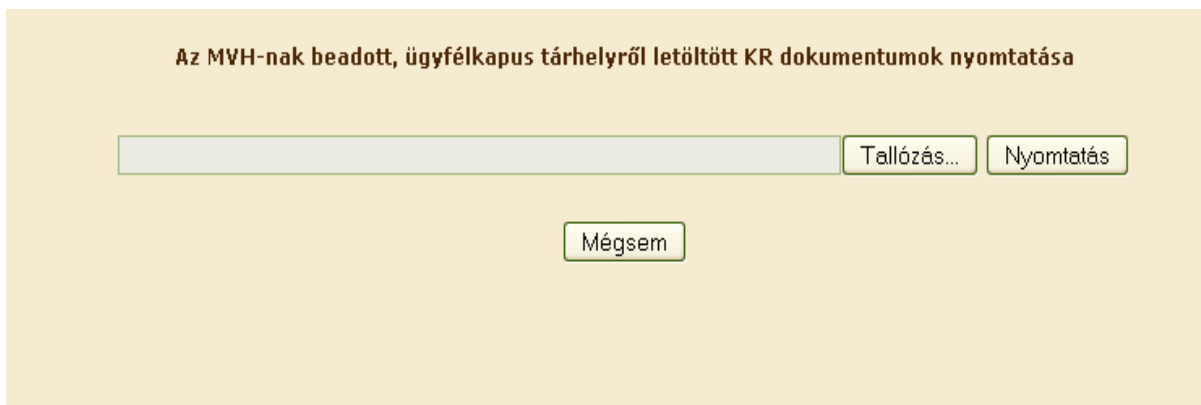 Az MVH-nak beadott, ügyfélkapus tárhelyről letöltött KR dokumentumok nyomtatása
Tallózás... Nyomtatás
Mégsem